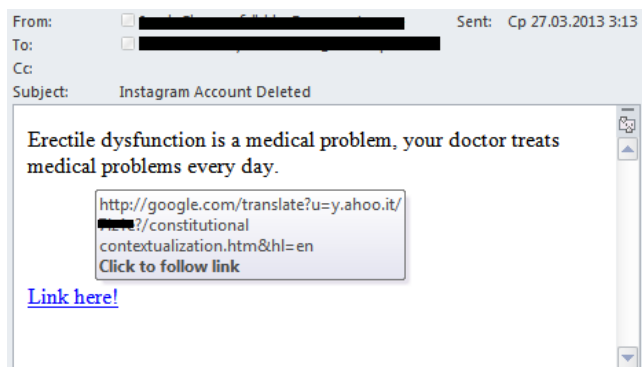 From:
Sent: Ср 27.03.2013 3:13
To:
Cc:
Subject: Instagram Account Deleted
Erectile dysfunction is a medical problem, your doctor treats
medical problems every day.
http://google.com/translate?u=y.ahoo.it/
?/constitutional
contextualization.htm&hl=en
Click to follow link
Link here!